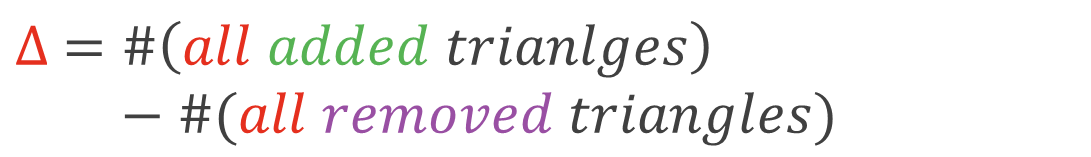 Δ = #(all added trianlges)
− #(all removed triangles)